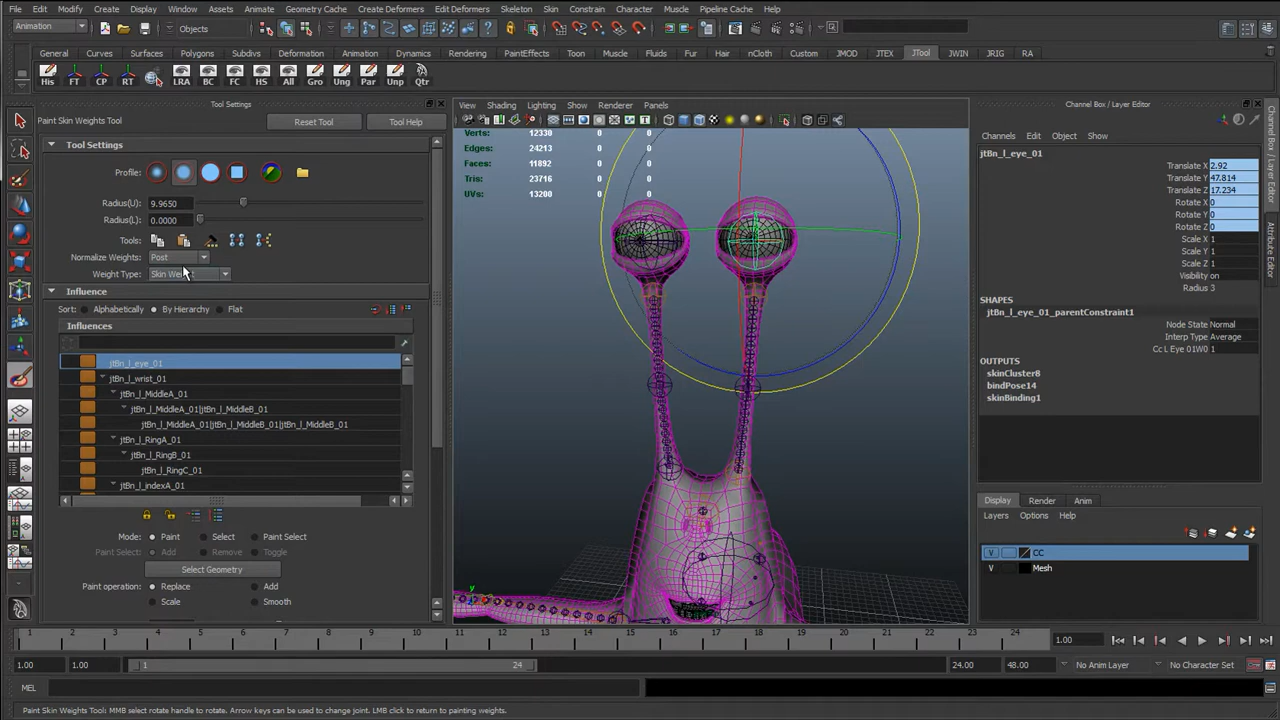 File Edit Modify Create Display Window Assets Animate Geometry Cache Create Deformers Edit Deformers Skeleton Skin Constrain Character Muscle Pipeline Cache Help
Animation Objects
General Curves Surfaces Polygons Subdivs Deformation Animation Dynamics Rendering PaintEffects Toon Muscle Fluids Fur Hair nCloth Custom JMOD JTEX JTool JWIN JRIG RA
His FT CP RT LRA BC FC HS All Gro Ung Par Unp Qtr
Tool Settings
Paint Skin Weights Tool Reset Tool Tool Help
Tool Settings
Profile:
Radius(U): 9.9650
Radius(L): 0.0000
Tools:
Normalize Weights: Post
Weight Type: Skin Weight
Influence
Sort: Alphabetically By Hierarchy Flat
Influences
jtBn_l_eye_01
jtBn_l_wrist_01
jtBn_l_MiddleA_01
jtBn_l_MiddleA_01|jtBn_l_MiddleB_01
jtBn_l_MiddleA_01|jtBn_l_MiddleB_01|jtBn_l_MiddleB_01
jtBn_l_RingA_01
jtBn_l_RingB_01
jtBn_l_RingC_01
jtBn_l_indexA_01
Mode: Paint Select Paint Select
Paint Select: Add Remove Toggle
Select Geometry
Paint operation: Replace Add
Scale Smooth
View Shading Lighting Show Renderer Panels
Verts: 12330 0 0
Edges: 24213 0 0
Faces: 11892 0 0
Tris: 23716 0 0
UVs: 13200 0 0
y
Channel Box / Layer Editor
Channels Edit Object Show
jtBn_l_eye_01
Translate X 2.92
Translate Y 47.814
Translate Z 17.234
Rotate X 0
Rotate Y 0
Rotate Z 0
Scale X 1
Scale Y 1
Scale Z 1
Visibility on
Radius 3
SHAPES
jtBn_l_eye_01_parentConstraint1
Node State Normal
Interp Type Average
Cc L Eye 01W0 1
OUTPUTS
skinCluster8
bindPose14
skinBinding1
Display Render Anim
Layers Options Help
V CC
V Mesh
Channel Box / Layer Editor
Attribute Editor
1 2 3 4 5 6 7 8 9 10 11 12 13 14 15 16 17 18 19 20 21 22 23 24 1.00
1.00 1.00 1 24 24.00 48.00 No Anim Layer No Character Set
MEL
Paint Skin Weights Tool: MMB select rotate handle to rotate. Arrow keys can be used to change joint. LMB click to return to painting weights.